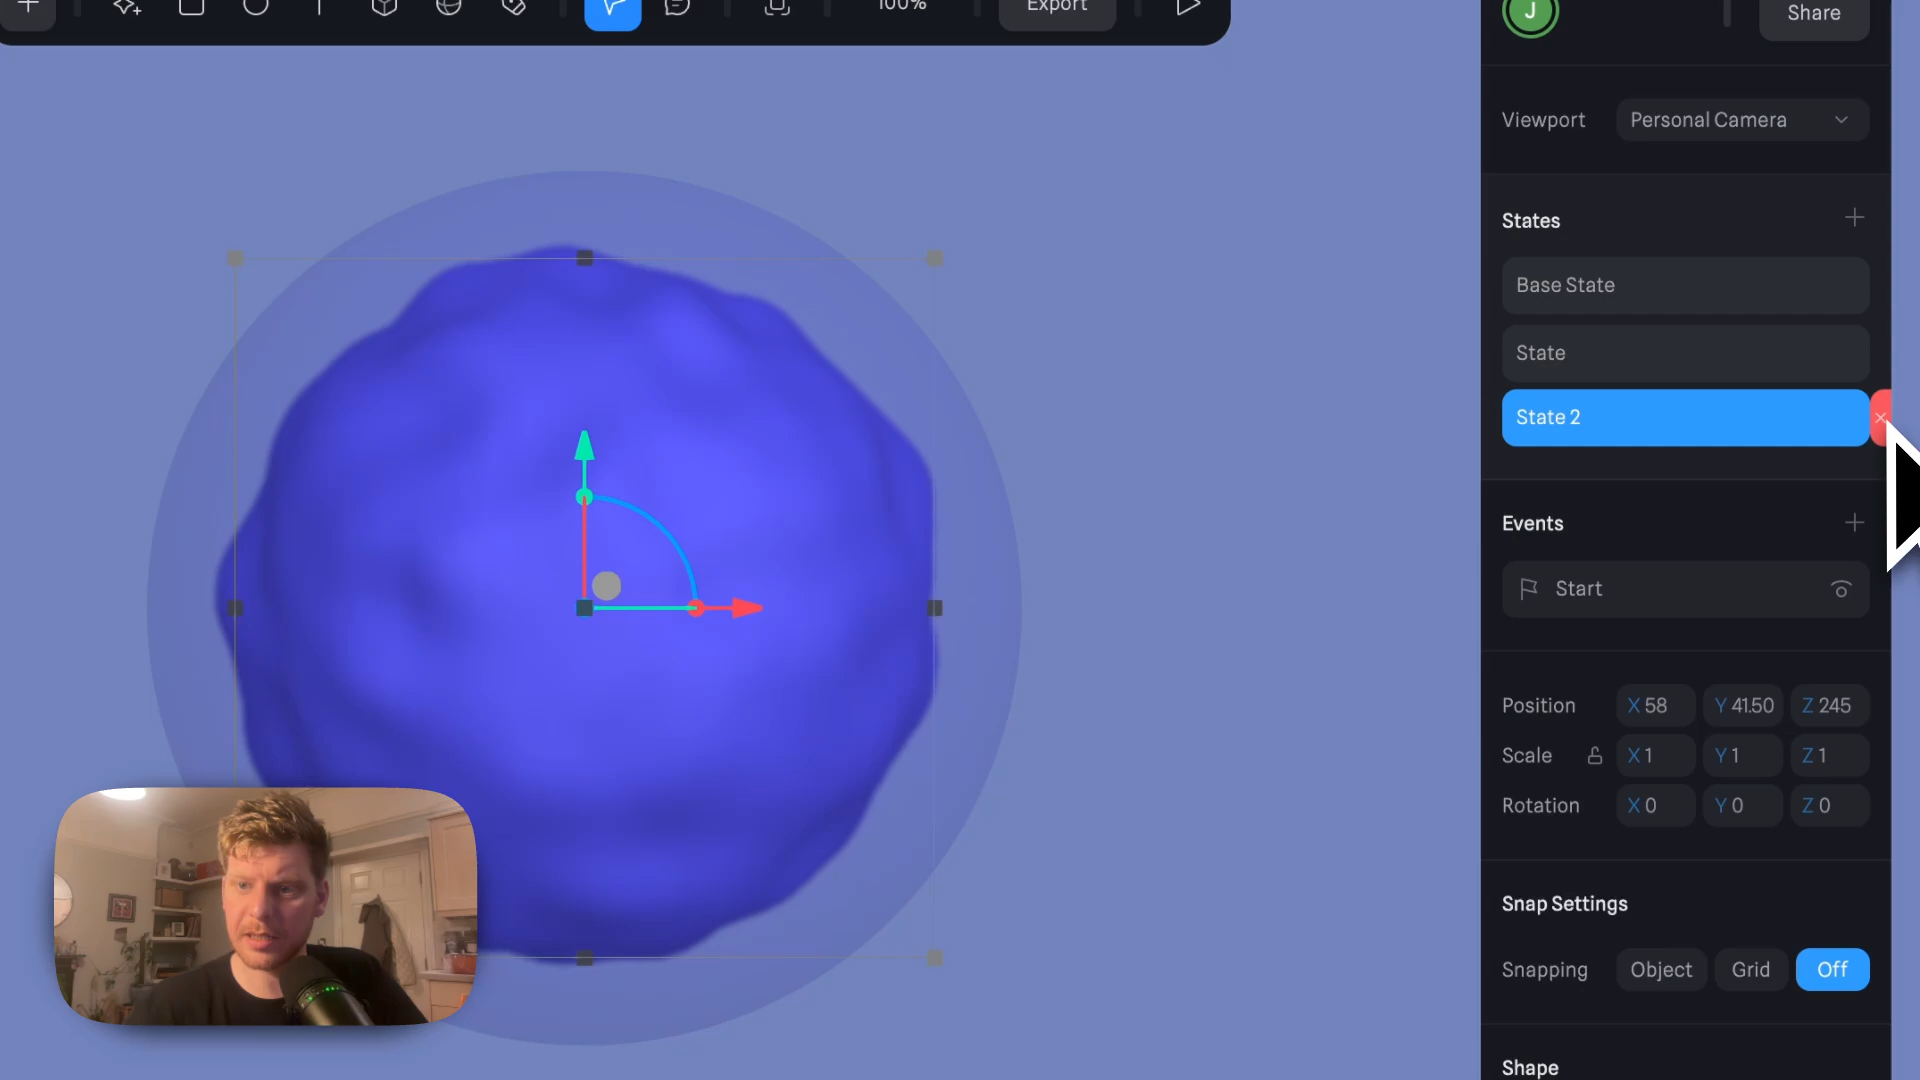 100%
Export
J
Share
Viewport
Personal Camera
States
Base State
State
State 2
Events
Start
Position
X 58
Y 41.50
Z 245
Scale
X 1
Y 1
Z 1
Rotation
X 0
Y 0
Z 0
Snap Settings
Snapping
Object
Grid
Off
Shape